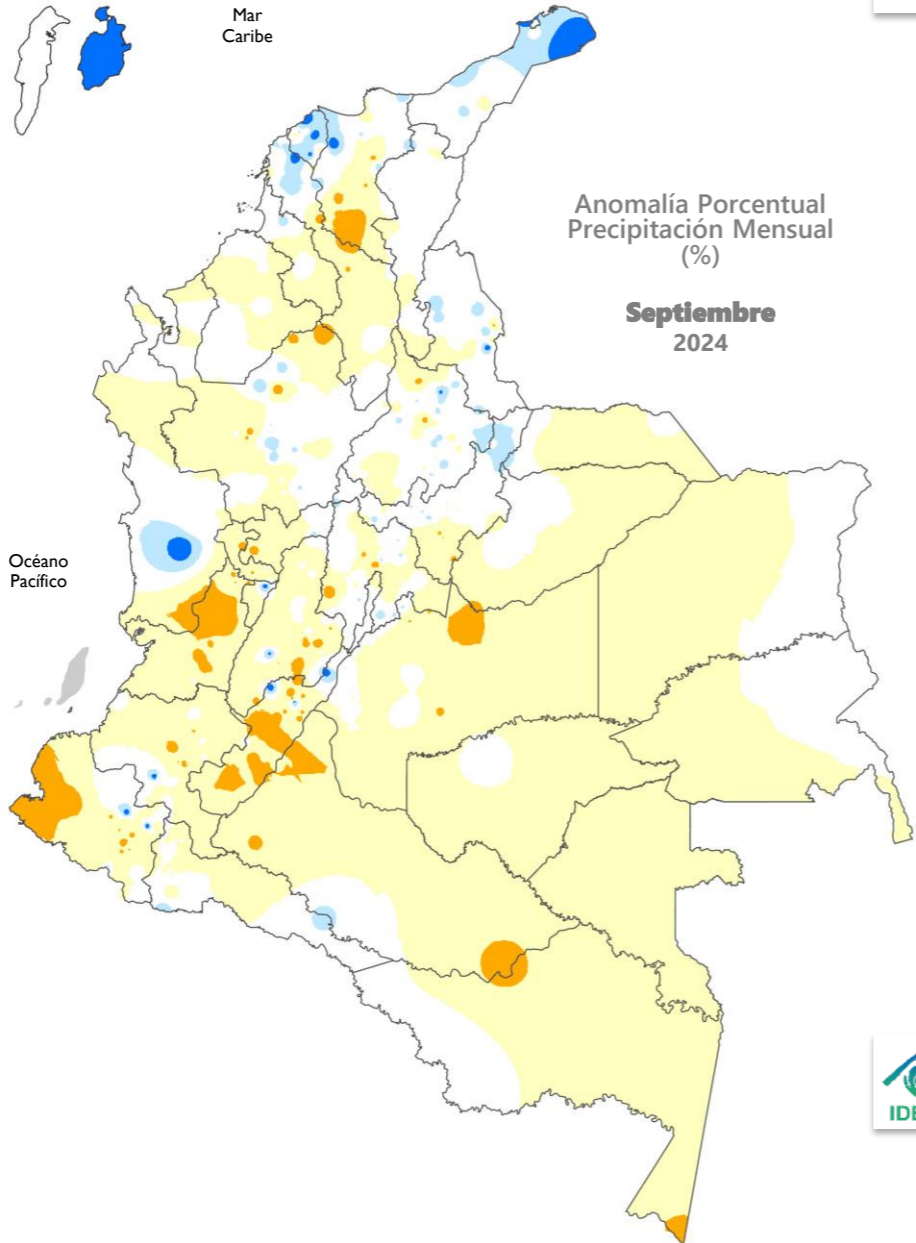 Mar
Caribe
Anomalía Porcentual
Precipitación Mensual
(%)
Septiembre
2024
Océano
Pacífico